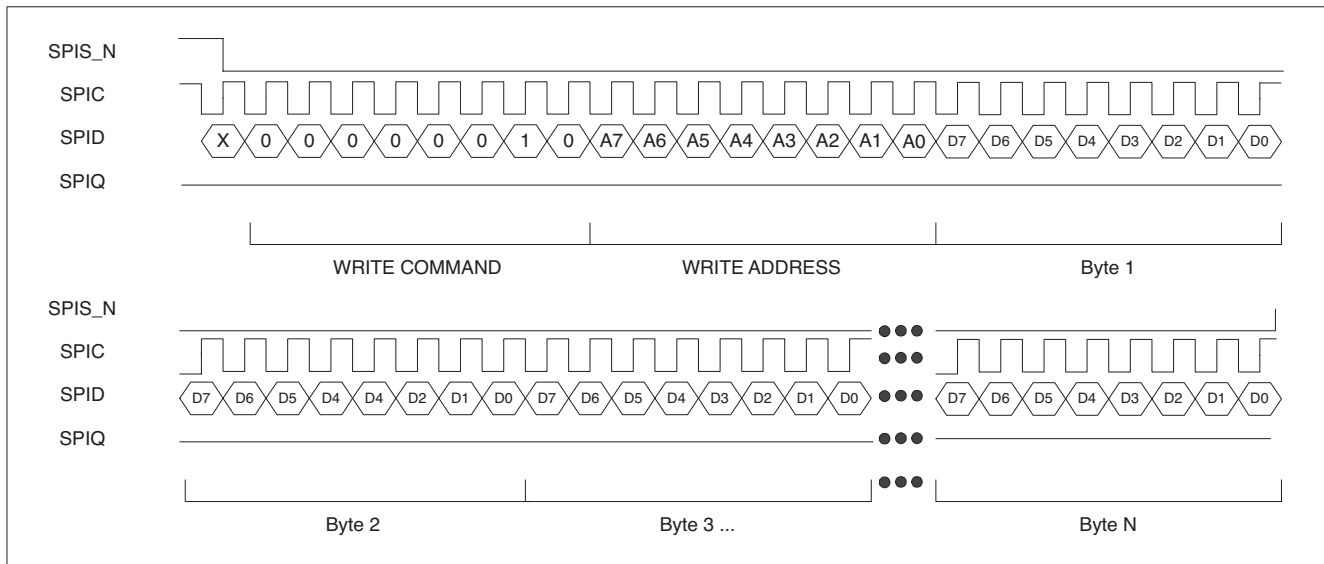 SPIS_N
SPIC
SPID X 0 0 0 0 0 0 1 0 A7 A6 A5 A4 A3 A2 A1 A0 D7 D6 D5 D4 D3 D2 D1 D0
SPIQ
WRITE COMMAND WRITE ADDRESS Byte 1
SPIS_N
SPIC
SPID D7 D6 D5 D4 D4 D2 D1 D0 D7 D6 D5 D4 D3 D2 D1 D0 D7 D6 D5 D4 D3 D2 D1 D0
SPIQ
Byte 2 Byte 3 ... Byte N